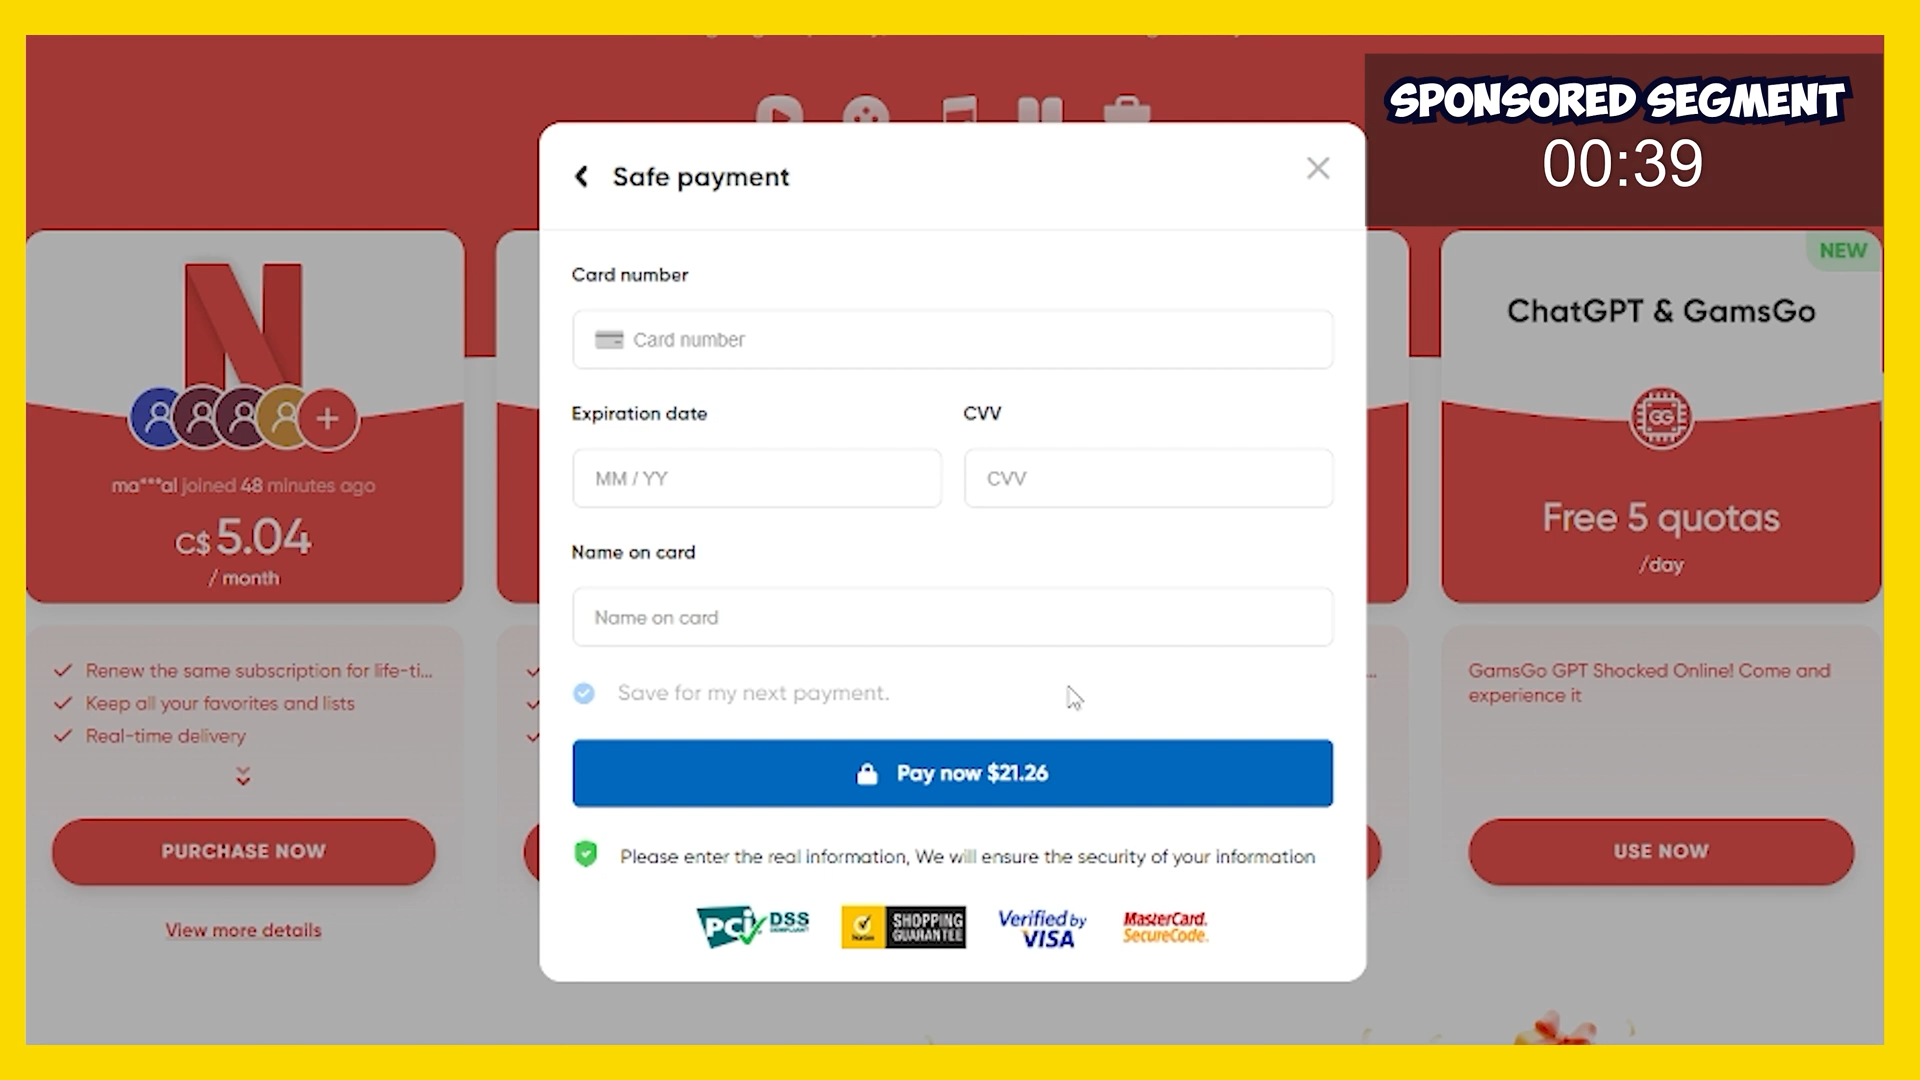 SPONSORED SEGMENT
00:39
Safe payment
Card number
Card number
Expiration date
CVV
MM / YY
CVV
Name on card
Name on card
Save for my next payment.
Pay now $21.26
Please enter the real information, We will ensure the security of your information
PCI DSS
COMPLIANT
Norton
SHOPPING
GUARANTEE
Verified by
VISA
MasterCard.
SecureCode.
N
ma***al joined 48 minutes ago
C$ 5.04
/ month
Renew the same subscription for life-ti...
Keep all your favorites and lists
Real-time delivery
PURCHASE NOW
View more details
...
NEW
ChatGPT & GamsGo
GG
Free 5 quotas
/day
GamsGo GPT Shocked Online! Come and
experience it
USE NOW